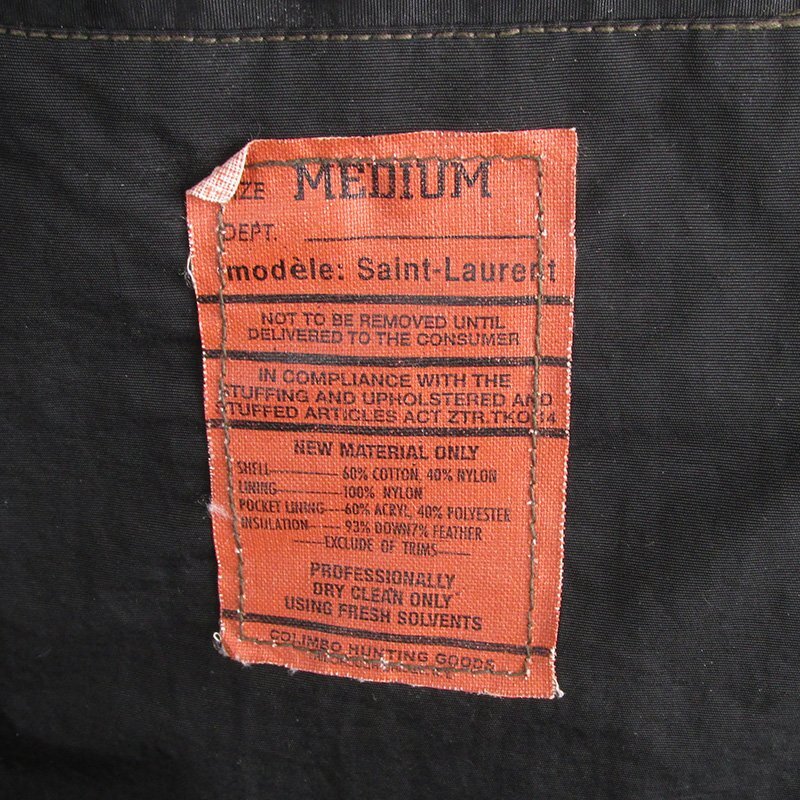 SIZE MEDIUM
DEPT.
modèle: Saint-Laurent
NOT TO BE REMOVED UNTIL
DELIVERED TO THE CONSUMER
IN COMPLIANCE WITH THE
STUFFING AND UPHOLSTERED AND
STUFFED ARTICLES ACT
NEW MATERIAL ONLY
SHELL 60% COTTON, 40% NYLON
LINING 100% NYLON
POCKET LINING 60% ACRYL, 40% POLYESTER
INSULATION 93% DOWN7% FEATHER
EXCLUDE OF TRIMS
PROFESSIONALLY
DRY CLEAN ONLY
USING FRESH SOLVENTS
COLIMBO HUNTING GOODS